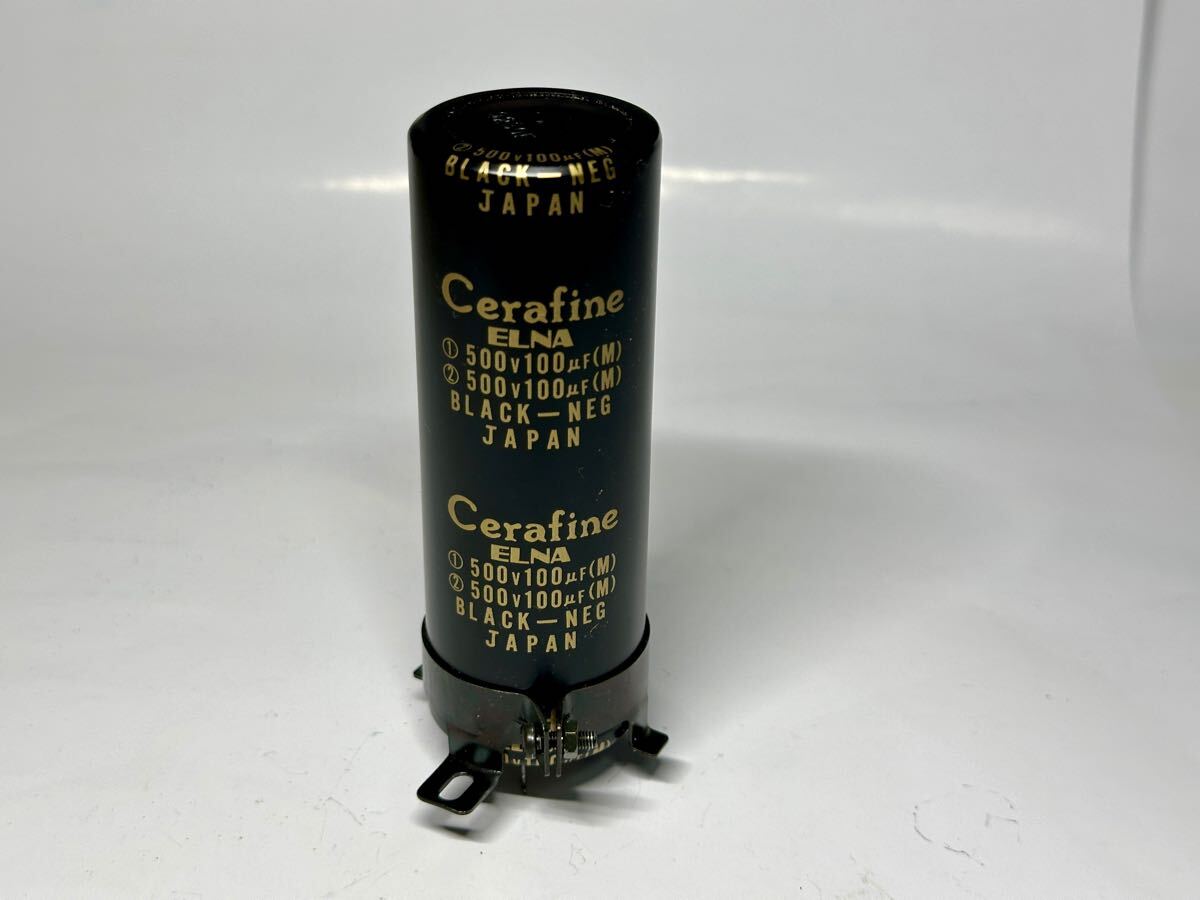 ② 500V100μF(M)
BLACK—NEG
JAPAN
Cerafine
ELNA
① 500V100μF(M)
② 500V100μF(M)
BLACK—NEG
JAPAN
Cerafine
ELNA
① 500V100μF(M)
② 500V100μF(M)
BLACK—NEG
JAPAN